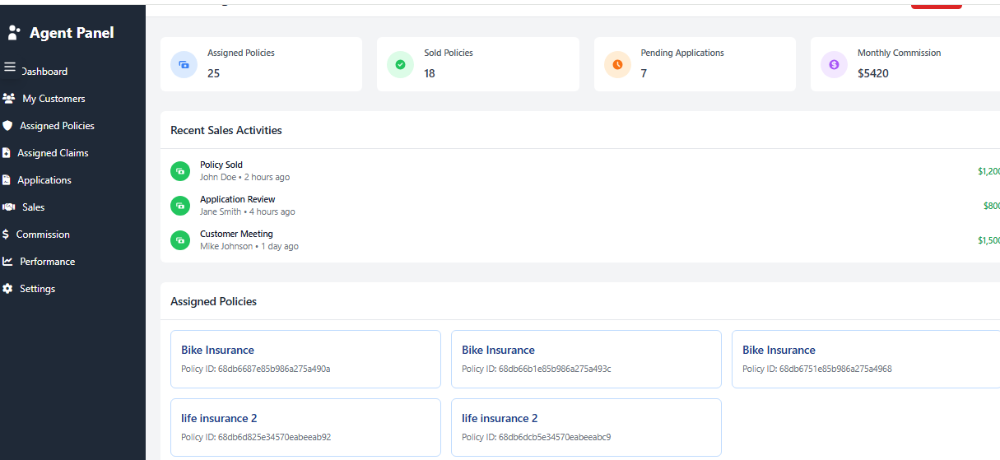 Agent Panel
Dashboard
My Customers
Assigned Policies
Assigned Claims
Applications
Sales
Commission
Performance
Settings
Assigned Policies
25
Sold Policies
18
Pending Applications
7
Monthly Commission
$5420
Recent Sales Activities
Policy Sold
John Doe • 2 hours ago
$1,200
Application Review
Jane Smith • 4 hours ago
$800
Customer Meeting
Mike Johnson • 1 day ago
$1,500
Assigned Policies
Bike Insurance
Policy ID: 68db6687e85b986a275a490a
Bike Insurance
Policy ID: 68db66b1e85b986a275a493c
Bike Insurance
Policy ID: 68db6751e85b986a275a4968
life insurance 2
Policy ID: 68db6d825e34570eabeeab92
life insurance 2
Policy ID: 68db6dcb5e34570eabeeabc9